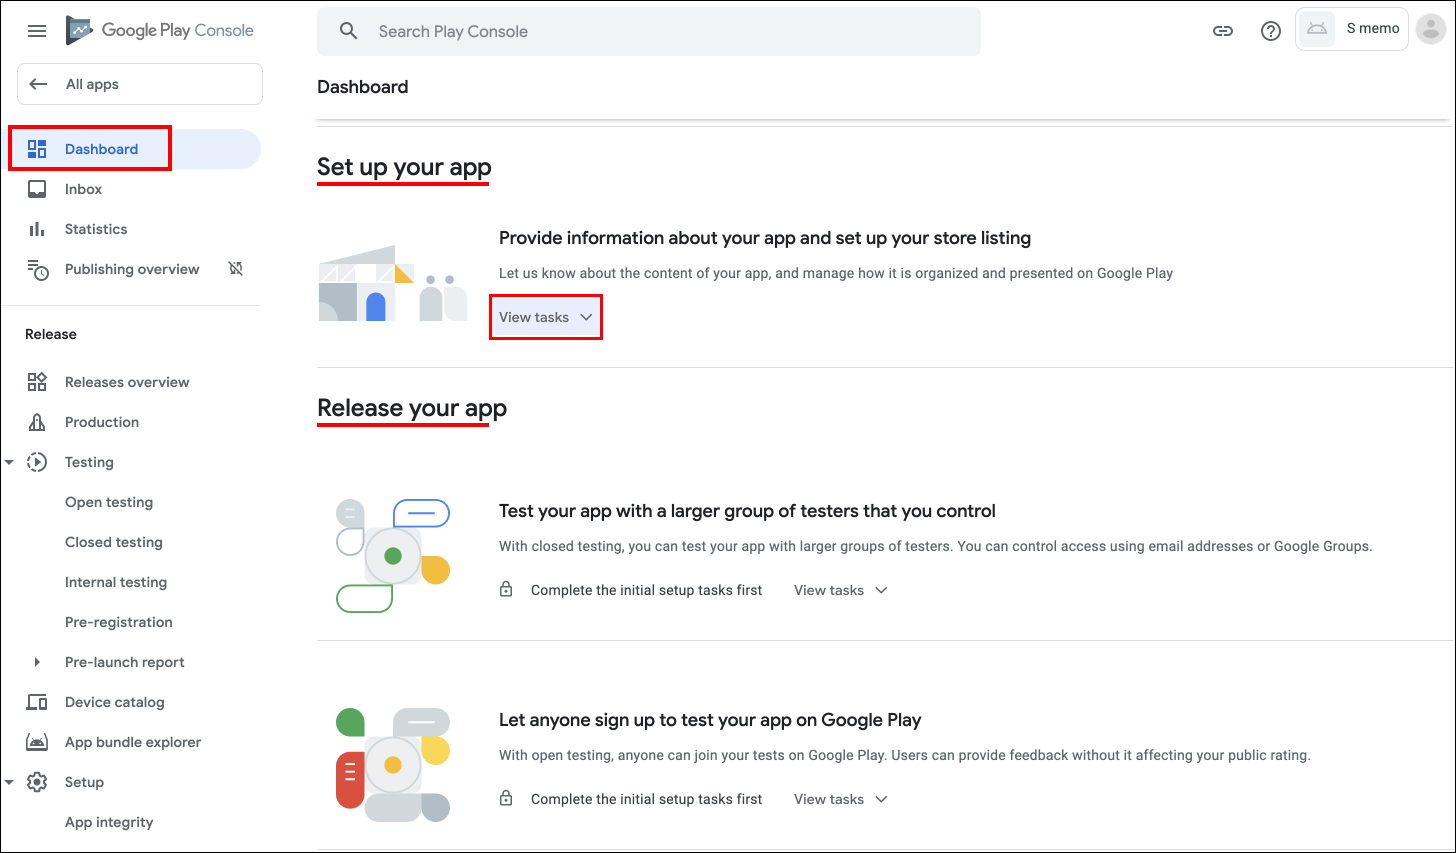 Google Play Console
Search Play Console
S memo
All apps
Dashboard
Dashboard
Inbox
Statistics
Publishing overview
Release
Releases overview
Production
Testing
Open testing
Closed testing
Internal testing
Pre-registration
Pre-launch report
Device catalog
App bundle explorer
Setup
App integrity
Set up your app
Provide information about your app and set up your store listing
Let us know about the content of your app, and manage how it is organized and presented on Google Play
View tasks
Release your app
Test your app with a larger group of testers that you control
With closed testing, you can test your app with larger groups of testers. You can control access using email addresses or Google Groups.
Complete the initial setup tasks first View tasks
Let anyone sign up to test your app on Google Play
With open testing, anyone can join your tests on Google Play. Users can provide feedback without it affecting your public rating.
Complete the initial setup tasks first View tasks